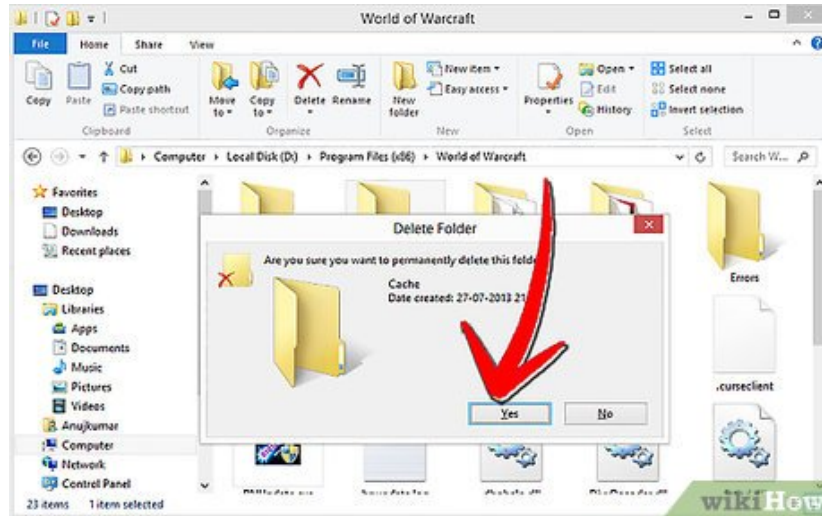 World of Warcraft
File Home Share View
Copy
Paste
Cut
Copy path
Paste shortcut
Clipboard
Move to
Copy to
Delete
Rename
Organize
New folder
New item
Easy access
New
Properties
Open
Edit
History
Open
Select all
Select none
Invert selection
Select
Computer Local Disk (D:) Program Files (x86) World of Warcraft
Search W...
Favorites
Desktop
Downloads
Recent places
Desktop
Libraries
Apps
Documents
Music
Pictures
Videos
Anujkumar
Computer
Network
Control Panel
Delete Folder
Are you sure you want to permanently delete this
Cache
Date created: 27-07-2013
Yes
No
Errors
.curseclient
23 items 1 item selected
wikiHow